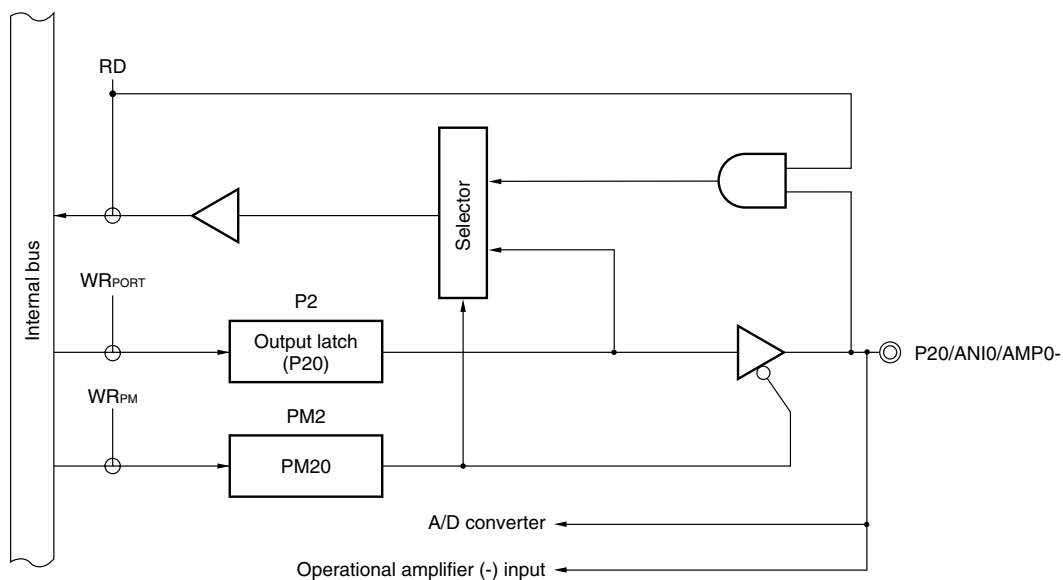 RD
Selector
Internal bus
WRPORT
P2
Output latch
(P20)
P20/ANI0/AMP0-
WRPM
PM2
PM20
A/D converter
Operational amplifier (-) input